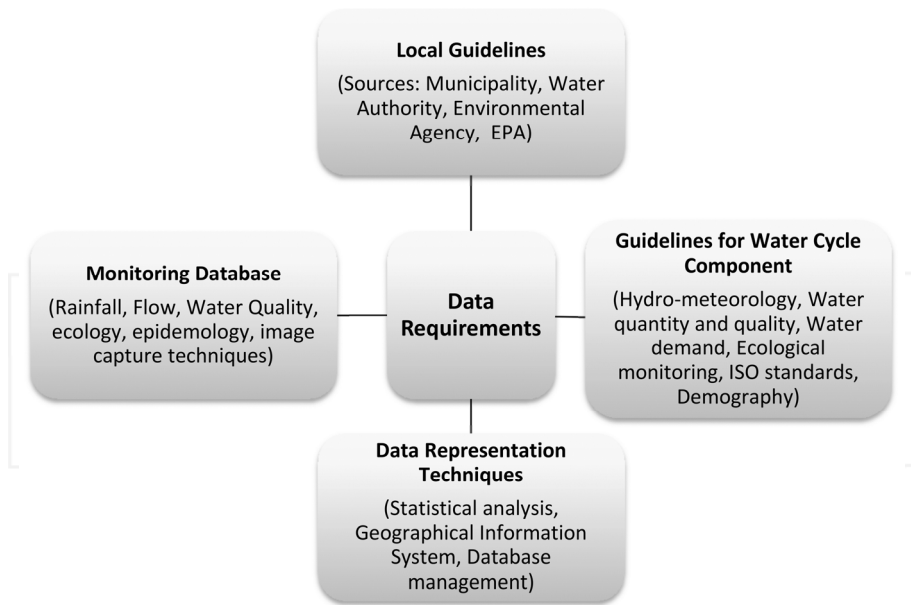 Local Guidelines
(Sources: Municipality, Water
Authority, Environmental
Agency, EPA)
Monitoring Database
(Rainfall, Flow, Water Quality,
ecology, epidemology, image
capture techniques)
Data
Requirements
Guidelines for Water Cycle
Component
(Hydro-meteorology, Water
quantity and quality, Water
demand, Ecological
monitoring, ISO standards,
Demography)
Data Representation
Techniques
(Statistical analysis,
Geographical Information
System, Database
management)